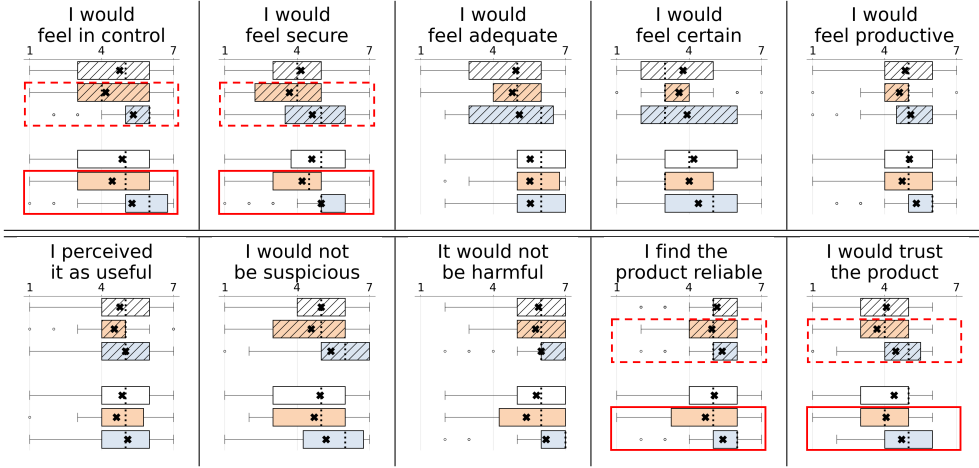 I would
feel in control
1 4 7
I would
feel secure
1 4 7
I would
feel adequate
1 4 7
I would
feel certain
1 4 7
I would
feel productive
1 4 7
I perceived
it as useful
1 4 7
I would not
be suspicious
1 4 7
It would not
be harmful
1 4 7
I find the
product reliable
1 4 7
I would trust
the product
1 4 7